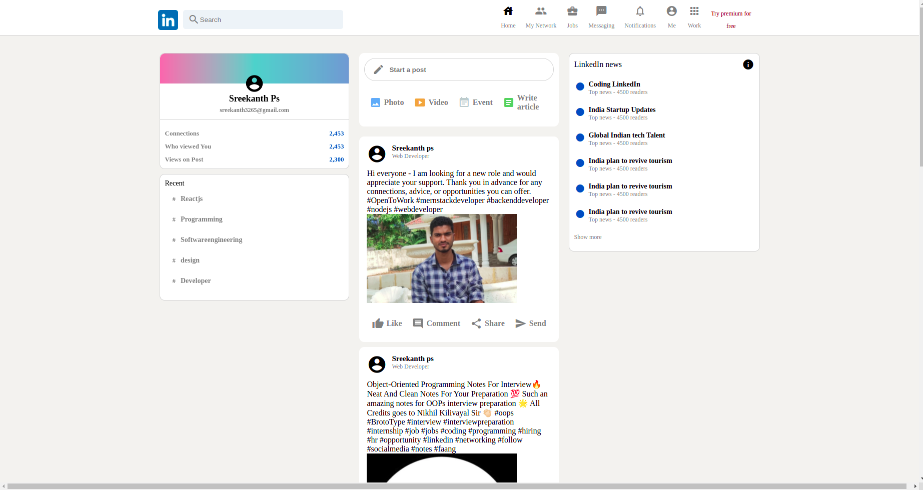 in
Search
Home
My Network
Jobs
Messaging
Notifications
Me
Work
Try premium for
free
Sreekanth Ps
sreekanth3265@gmail.com
Connections 2,453
Who viewed You 2,453
Views on Post 2,300
Recent
# Reactjs
# Programming
# Softwareengineering
# design
# Developer
Start a post
Photo
Video
Event
Write
article
Sreekanth ps
Web Developer
Hi everyone - I am looking for a new role and would
appreciate your support. Thank you in advance for any
connections, advice, or opportunities you can offer.
#OpenToWork #mernstackdeveloper #backenddeveloper
#nodejs #webdeveloper
Like
Comment
Share
Send
Sreekanth ps
Web Developer
Object-Oriented Programming Notes For Interview🔥
Neat And Clean Notes For Your Preparation 💯 Such an
amazing notes for OOPs interview preparation 🌟 All
Credits goes to Nikhil Kilivayal Sir 👏 #oops
#BrotoType #interview #interviewpreparation
#internship #job #jobs #coding #programming #hiring
#hr #opportunity #linkedin #networking #follow
#socialmedia #notes #faang
LinkedIn news
Coding LinkedIn
Top news - 4500 readers
India Startup Updates
Top news - 4500 readers
Global Indian tech Talent
Top news - 4500 readers
India plan to revive tourism
Top news - 4500 readers
India plan to revive tourism
Top news - 4500 readers
India plan to revive tourism
Top news - 4500 readers
Show more